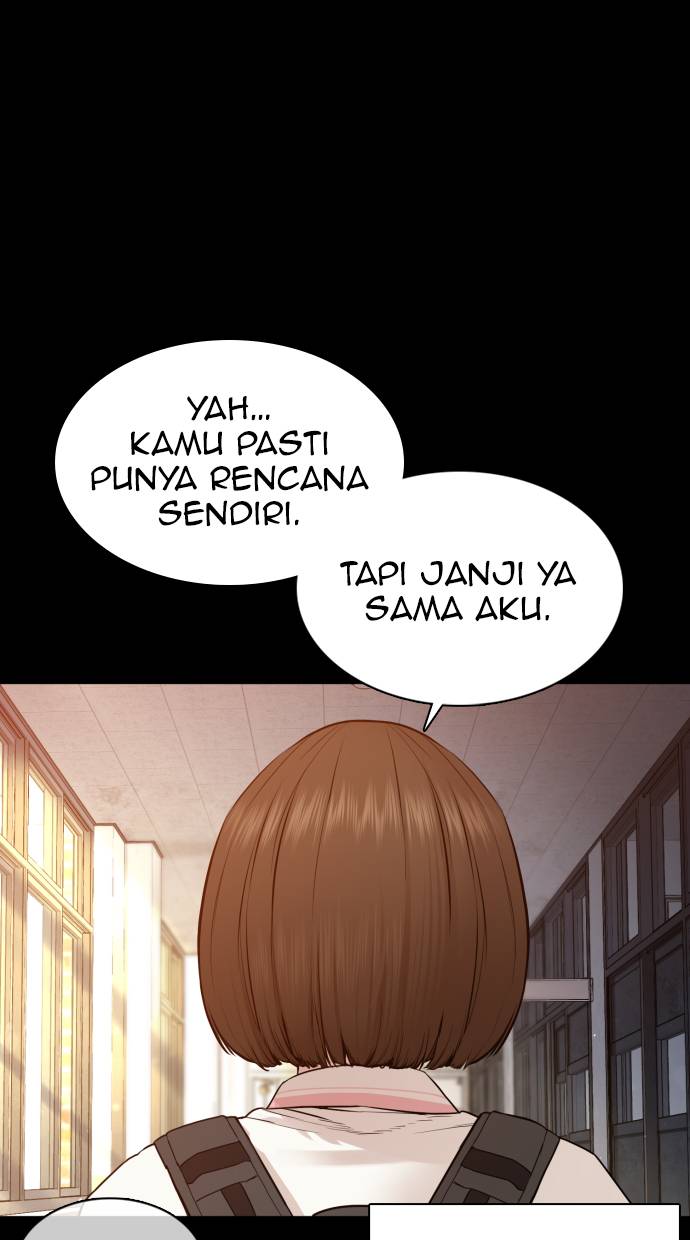 YAH...
KAMU PASTI
PUNYA RENCANA
SENDIRI.
TAPI JANJI YA
SAMA AKU.